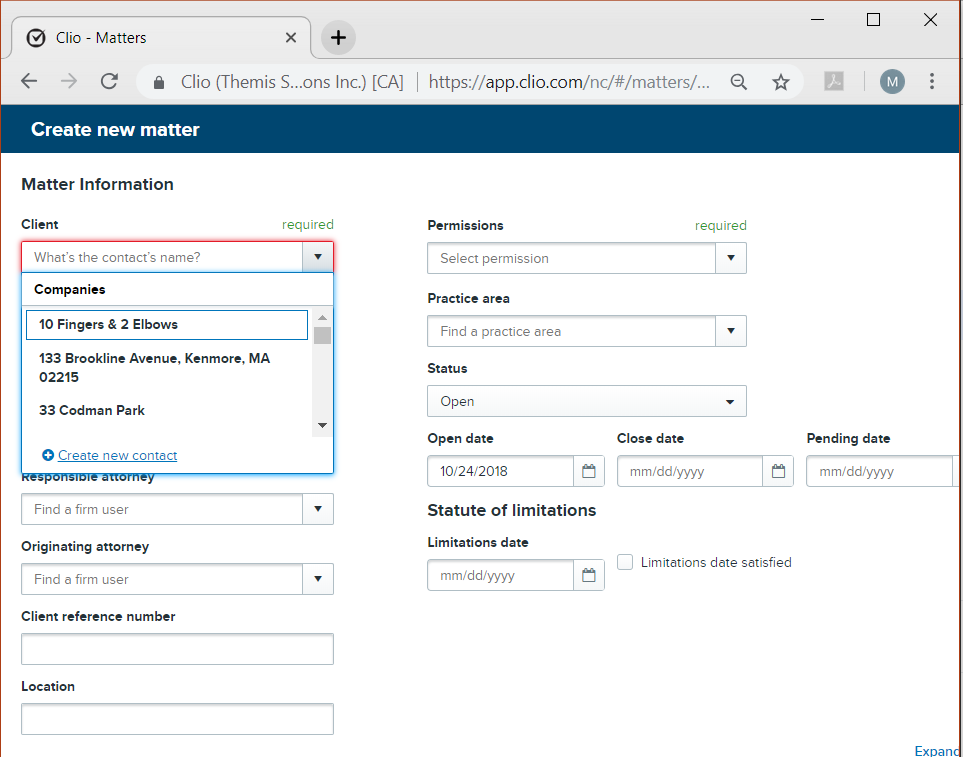 Clio - Matters
Clio (Themis S...ons Inc.) [CA]
https://app.clio.com/nc/#/matters/...
M
Create new matter
Matter Information
Client
required
What's the contact's name?
Companies
10 Fingers & 2 Elbows
133 Brookline Avenue, Kenmore, MA
02215
33 Codman Park
Create new contact
Responsible attorney
Find a firm user
Originating attorney
Find a firm user
Client reference number
Location
Permissions
required
Select permission
Practice area
Find a practice area
Status
Open
Open date
Close date
Pending date
10/24/2018
mm/dd/yyyy
mm/dd/yyyy
Statute of limitations
Limitations date
mm/dd/yyyy
Limitations date satisfied
Expand